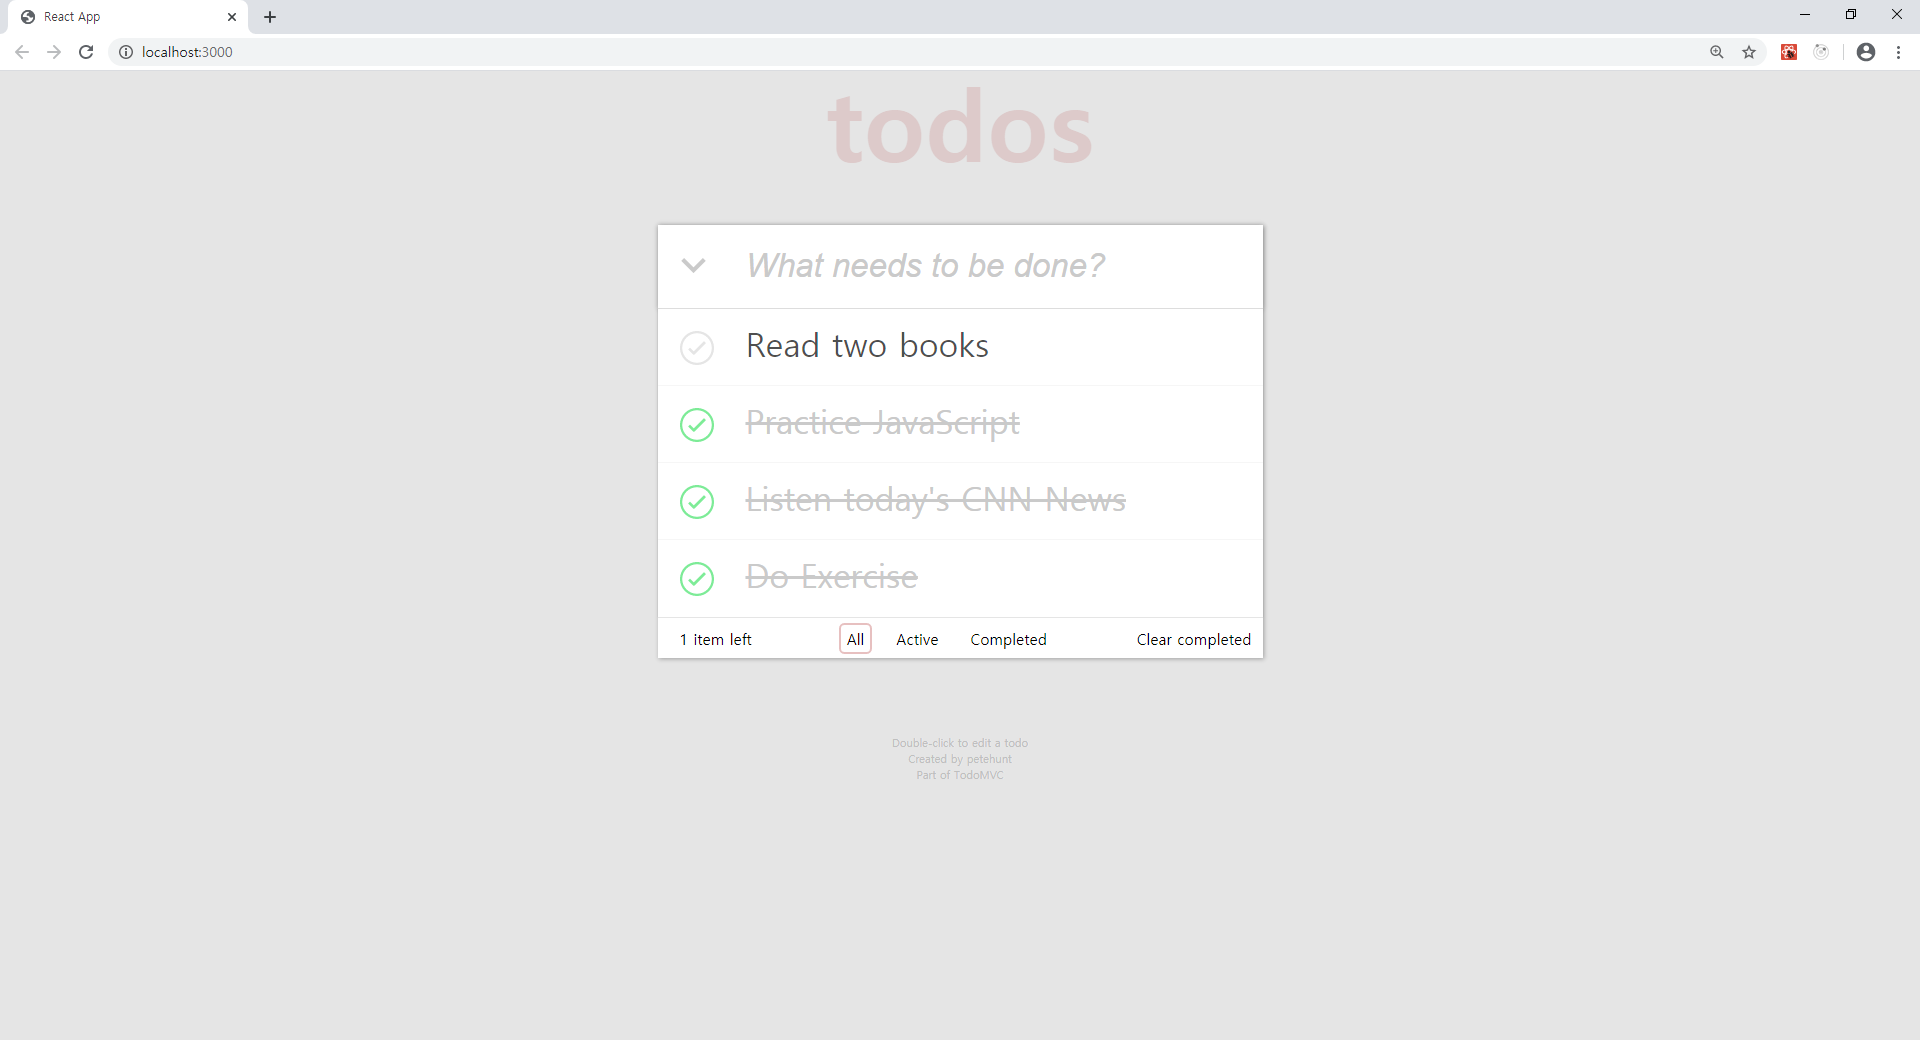 React App
localhost:3000
todos
What needs to be done?
Read two books
Practice JavaScript
Listen today's CNN News
Do Exercise
1 item left All Active Completed Clear completed
Double-click to edit a todo
Created by petehunt
Part of TodoMVC